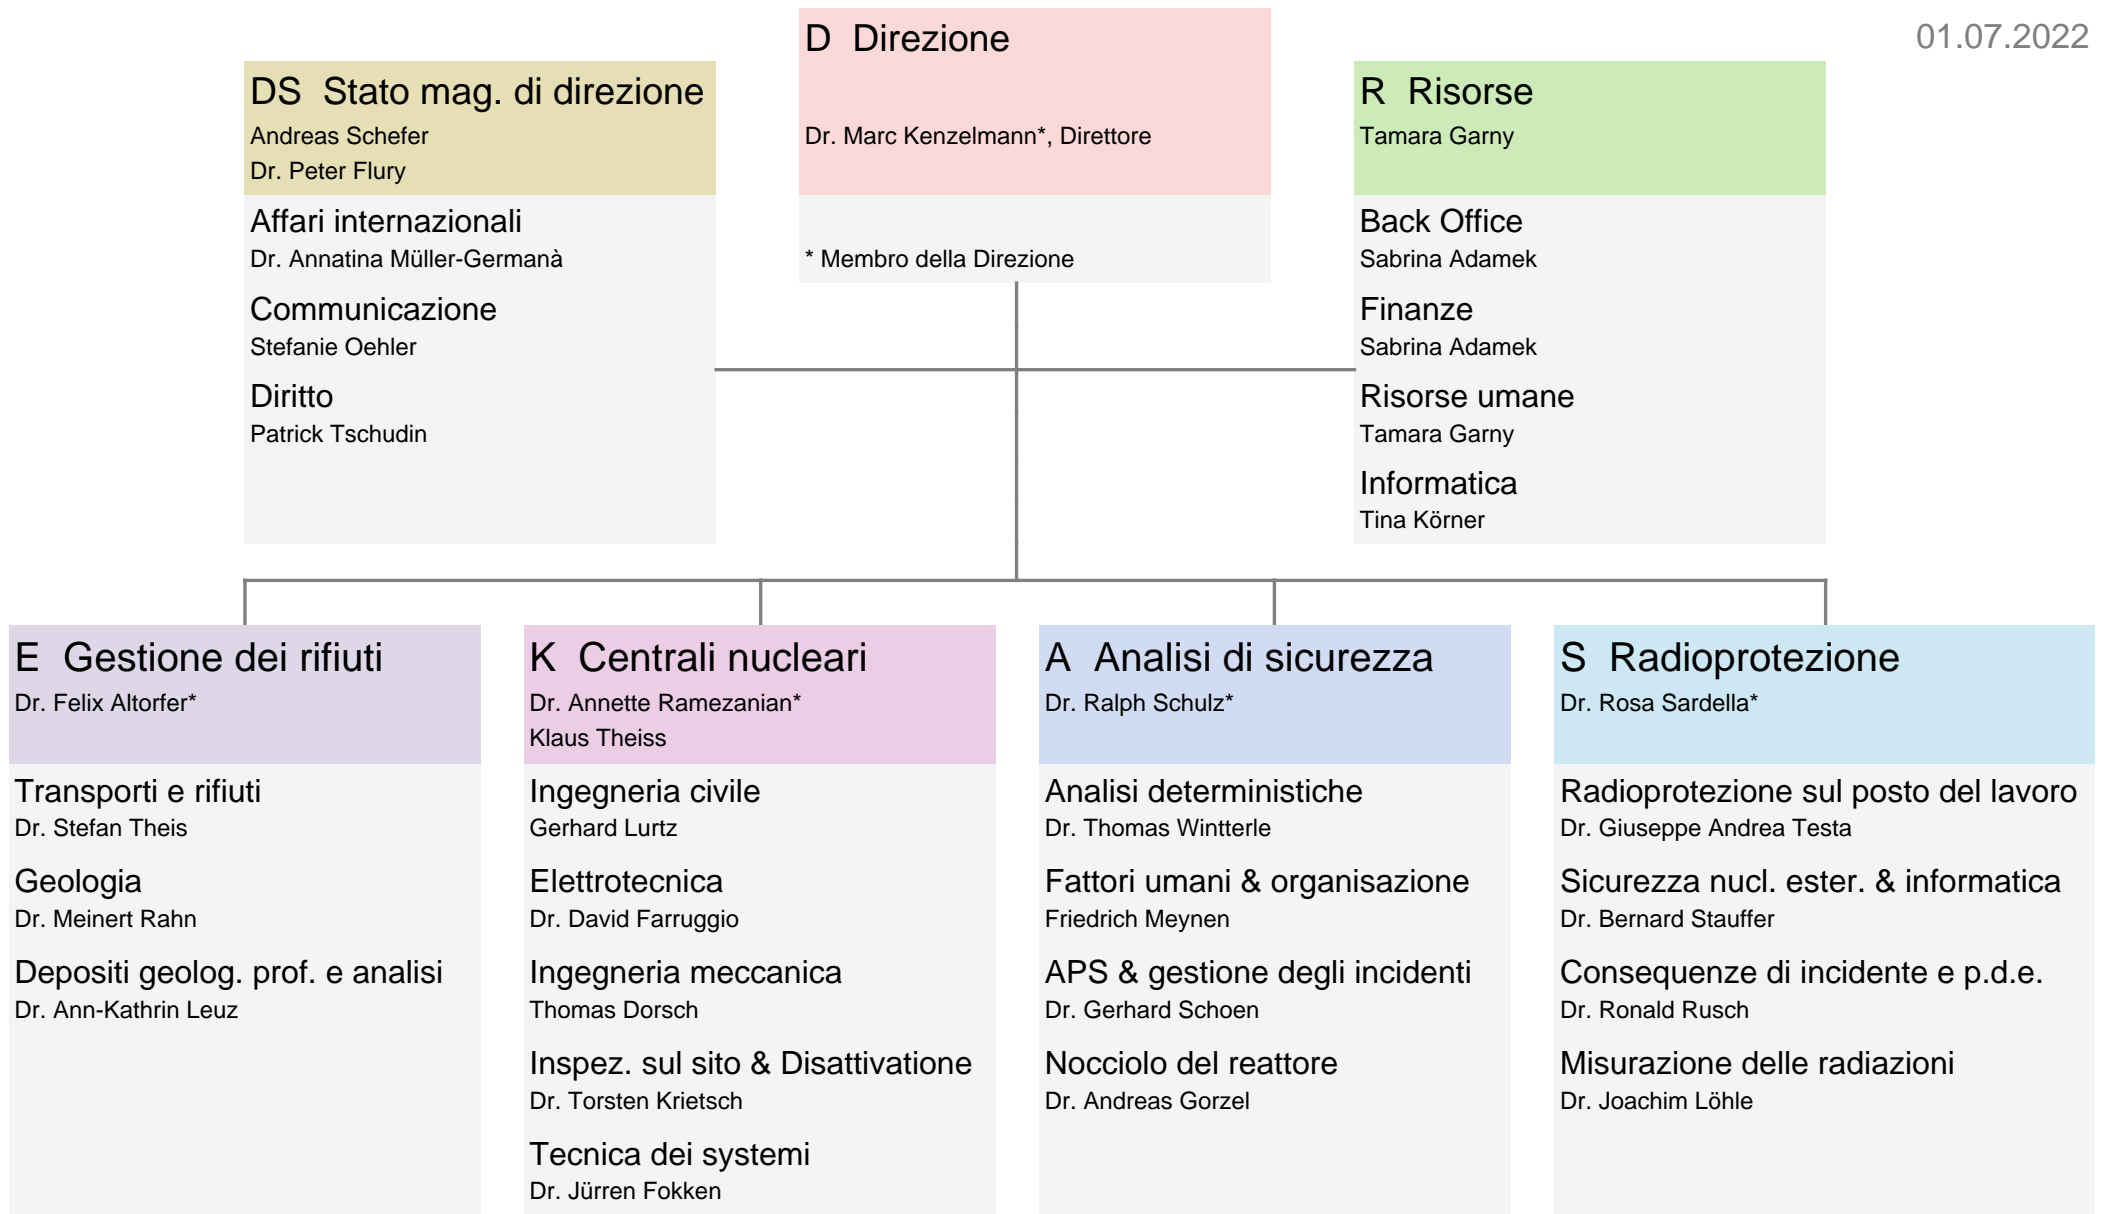 01.07.2022
D Direzione
Dr. Marc Kenzelmann*, Direttore
* Membro della Direzione
DS Stato mag. di direzione
Andreas Schefer
Dr. Peter Flury
Affari internazionali
Dr. Annatina Müller-Germanà
Communicazione
Stefanie Oehler
Diritto
Patrick Tschudin
R Risorse
Tamara Garny
Back Office
Sabrina Adamek
Finanze
Sabrina Adamek
Risorse umane
Tamara Garny
Informatica
Tina Körner
E Gestione dei rifiuti
Dr. Felix Altorfer*
Transporti e rifiuti
Dr. Stefan Theis
Geologia
Dr. Meinert Rahn
Depositi geolog. prof. e analisi
Dr. Ann-Kathrin Leuz
K Centrali nucleari
Dr. Annette Ramezanian*
Klaus Theiss
Ingegneria civile
Gerhard Lurtz
Elettrotecnica
Dr. David Farruggio
Ingegneria meccanica
Thomas Dorsch
Inspez. sul sito & Disattivatione
Dr. Torsten Krietsch
Tecnica dei systemi
Dr. Jürren Fokken
A Analisi di sicurezza
Dr. Ralph Schulz*
Analisi deterministiche
Dr. Thomas Wintterle
Fattori umani & organisazione
Friedrich Meynen
APS & gestione degli incidenti
Dr. Gerhard Schoen
Nocciolo del reattore
Dr. Andreas Gorzel
S Radioprotezione
Dr. Rosa Sardella*
Radioprotezione sul posto del lavoro
Dr. Giuseppe Andrea Testa
Sicurezza nucl. ester. & informatica
Dr. Bernard Stauffer
Consequenze di incidente e p.d.e.
Dr. Ronald Rusch
Misurazione delle radiazioni
Dr. Joachim Löhle